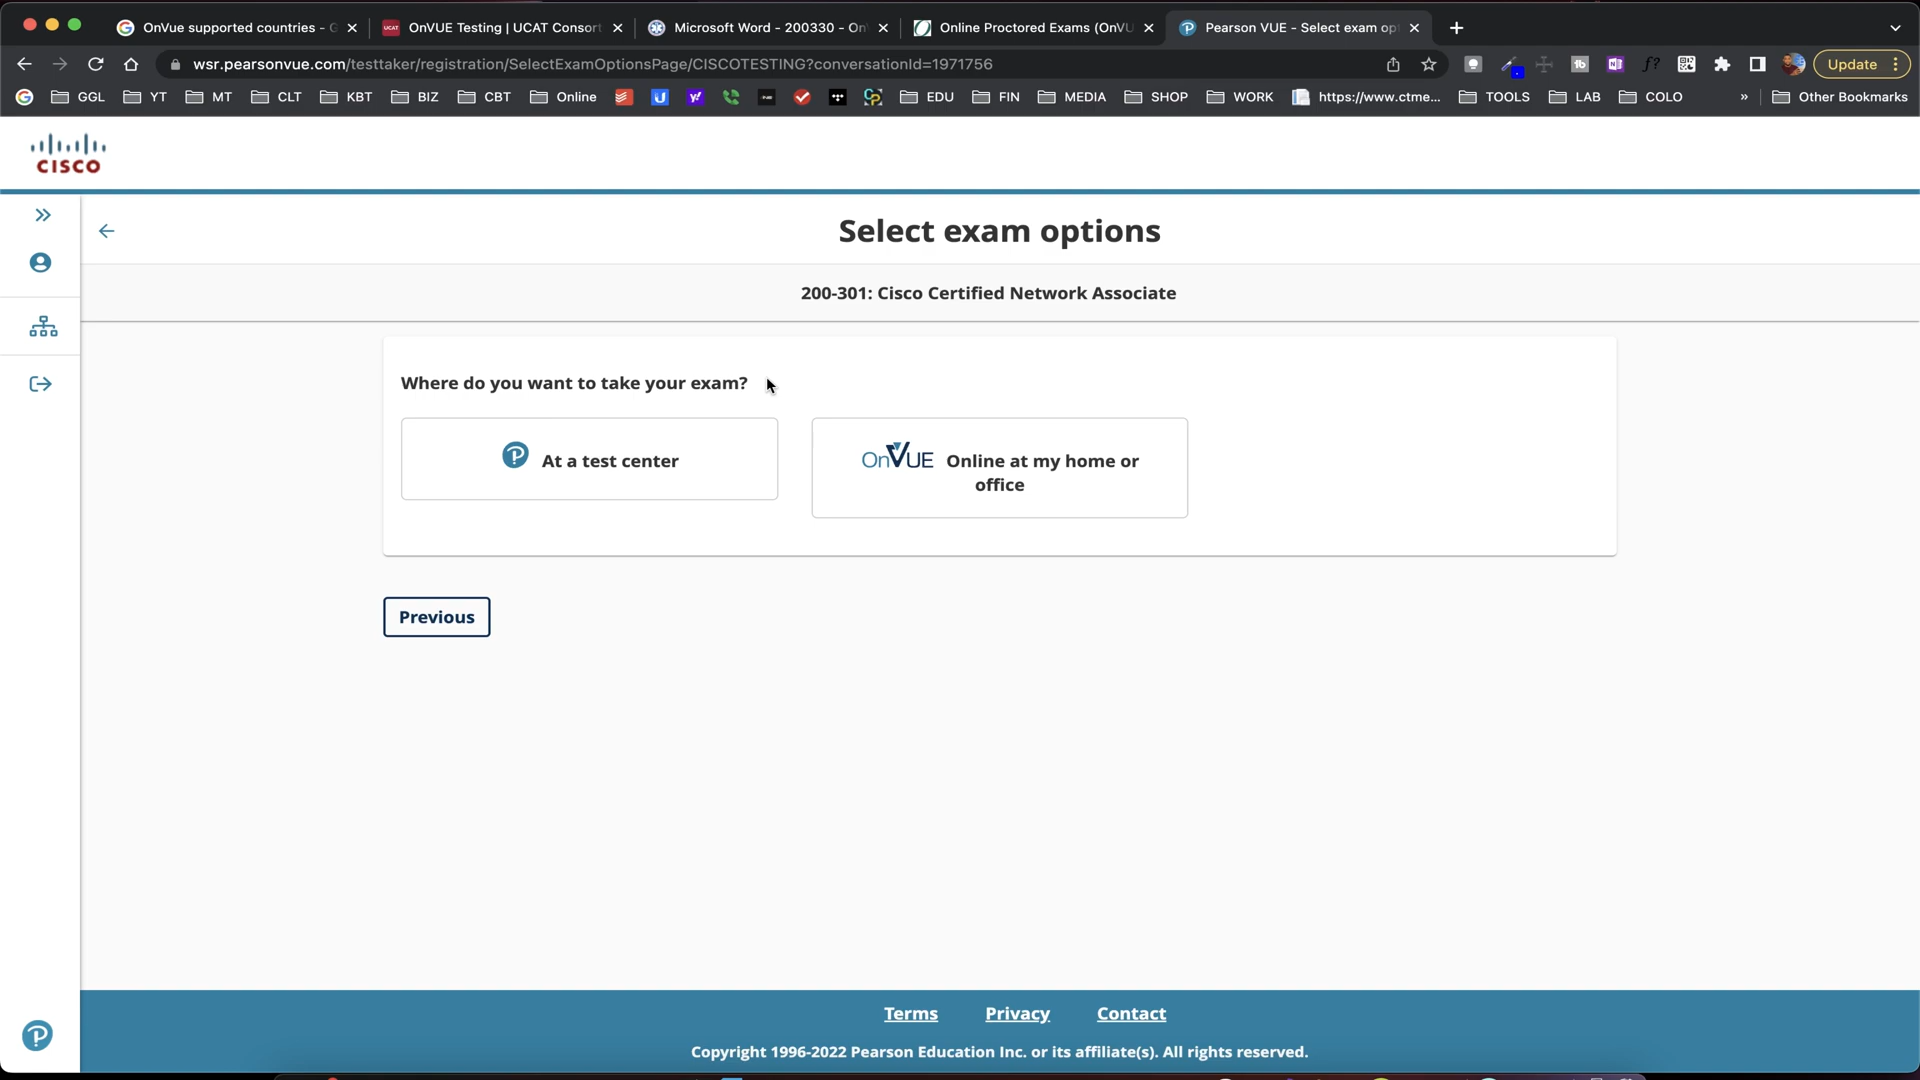 OnVue supported countries - G
OnVUE Testing | UCAT Consort
Microsoft Word - 200330 - On
Online Proctored Exams (OnVU
Pearson VUE - Select exam op
wsr.pearsonvue.com/testtaker/registration/SelectExamOptionsPage/CISCOTESTING?conversationId=1971756
Update
GGL YT MT CLT KBT BIZ CBT Online EDU FIN MEDIA SHOP WORK https://www.ctme... TOOLS LAB COLO » Other Bookmarks
CISCO
Select exam options
200-301: Cisco Certified Network Associate
Where do you want to take your exam?
At a test center
OnVUE Online at my home or
office
Previous
Terms Privacy Contact
Copyright 1996-2022 Pearson Education Inc. or its affiliate(s). All rights reserved.